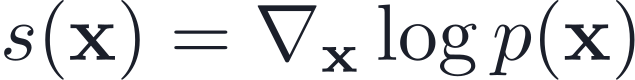 s(𝐱) = ∇𝐱 log p(𝐱)